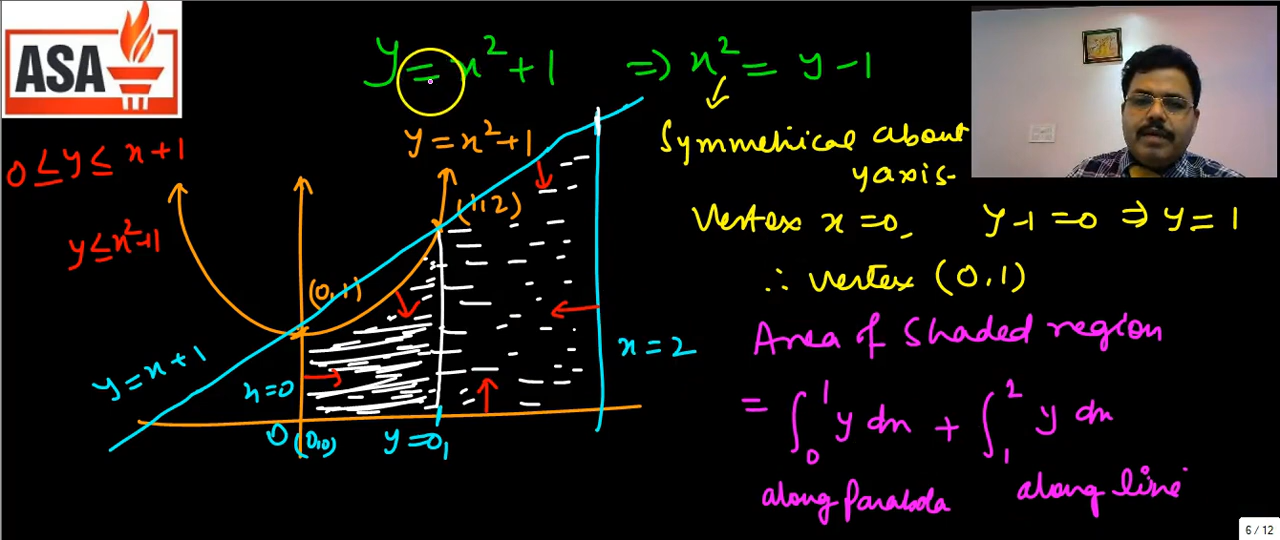 ASA
y = x² + 1 ⇒ x² = y - 1
0 ≤ y ≤ x + 1
y ≤ x² + 1
y = x² + 1
(1, 2)
(0, 1)
y = x + 1
x = 0
x = 2
O (0,0)
y = 0, 1
Symmetrical about
y axis.
Vertex x = 0, y - 1 = 0 ⇒ y = 1
∴ Vertex (0, 1)
Area of Shaded region
= ∫₀¹ y dx + ∫₁² y dx
along Parabola along line
6 / 12